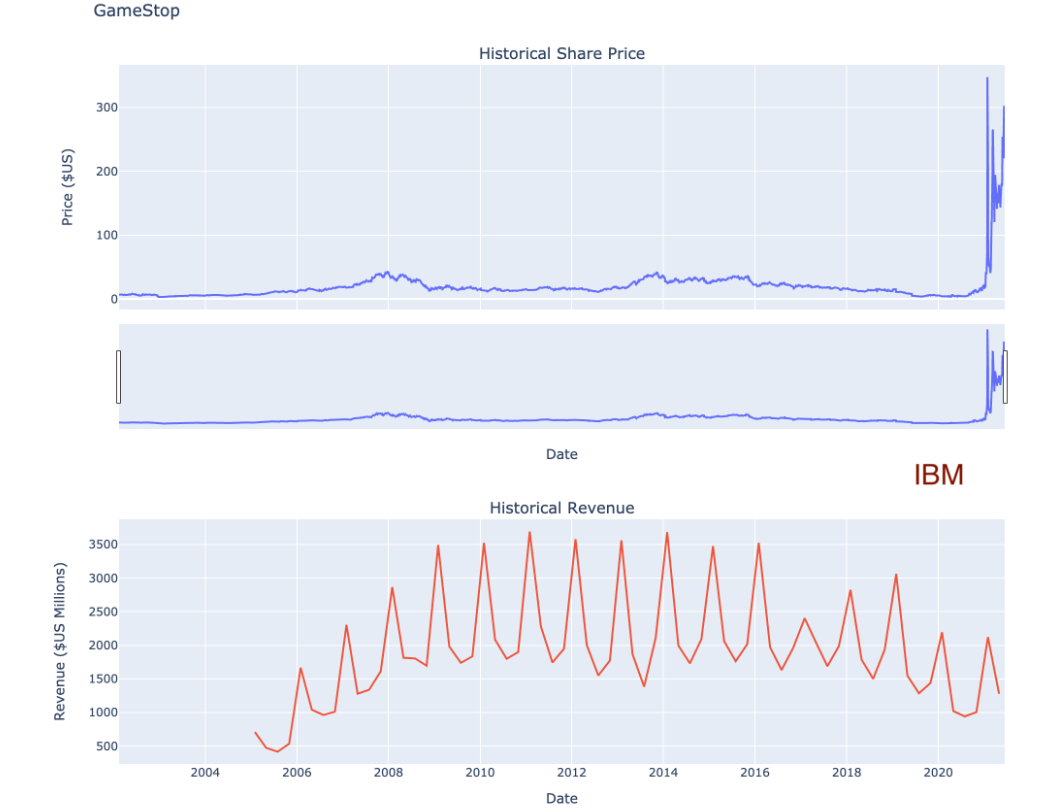 GameStop
Historical Share Price
Price ($US)
300
200
100
0
Date
IBM
Historical Revenue
Revenue ($US Millions)
3500
3000
2500
2000
1500
1000
500
2004 2006 2008 2010 2012 2014 2016 2018 2020
Date